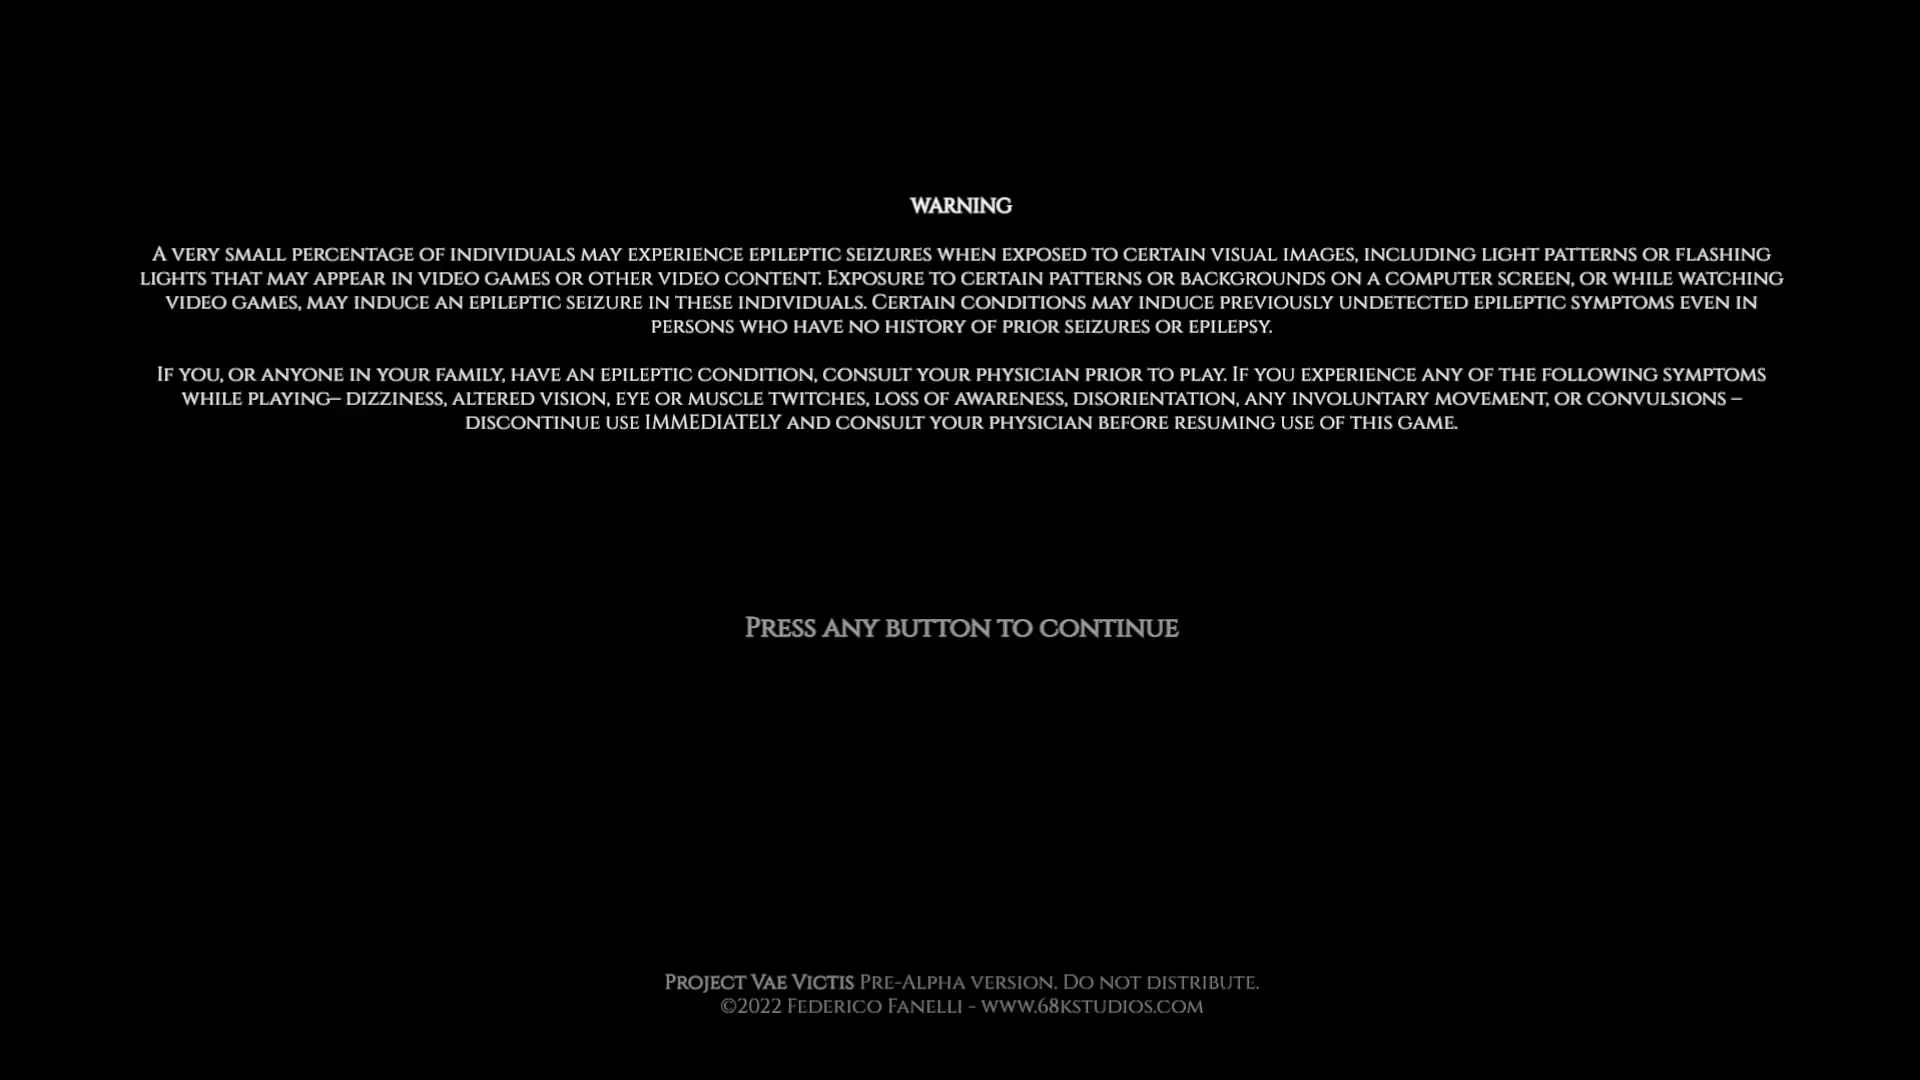 WARNING
A VERY SMALL PERCENTAGE OF INDIVIDUALS MAY EXPERIENCE EPILEPTIC SEIZURES WHEN EXPOSED TO CERTAIN VISUAL IMAGES, INCLUDING LIGHT PATTERNS OR FLASHING
LIGHTS THAT MAY APPEAR IN VIDEO GAMES OR OTHER VIDEO CONTENT. EXPOSURE TO CERTAIN PATTERNS OR BACKGROUNDS ON A COMPUTER SCREEN, OR WHILE WATCHING
VIDEO GAMES, MAY INDUCE AN EPILEPTIC SEIZURE IN THESE INDIVIDUALS. CERTAIN CONDITIONS MAY INDUCE PREVIOUSLY UNDETECTED EPILEPTIC SYMPTOMS EVEN IN
PERSONS WHO HAVE NO HISTORY OF PRIOR SEIZURES OR EPILEPSY.
IF YOU, OR ANYONE IN YOUR FAMILY, HAVE AN EPILEPTIC CONDITION, CONSULT YOUR PHYSICIAN PRIOR TO PLAY. IF YOU EXPERIENCE ANY OF THE FOLLOWING SYMPTOMS
WHILE PLAYING– DIZZINESS, ALTERED VISION, EYE OR MUSCLE TWITCHES, LOSS OF AWARENESS, DISORIENTATION, ANY INVOLUNTARY MOVEMENT, OR CONVULSIONS –
DISCONTINUE USE IMMEDIATELY AND CONSULT YOUR PHYSICIAN BEFORE RESUMING USE OF THIS GAME.
PRESS ANY BUTTON TO CONTINUE
PROJECT VAE VICTIS PRE-ALPHA VERSION. DO NOT DISTRIBUTE.
©2022 FEDERICO FANELLI - WWW.68KSTUDIOS.COM